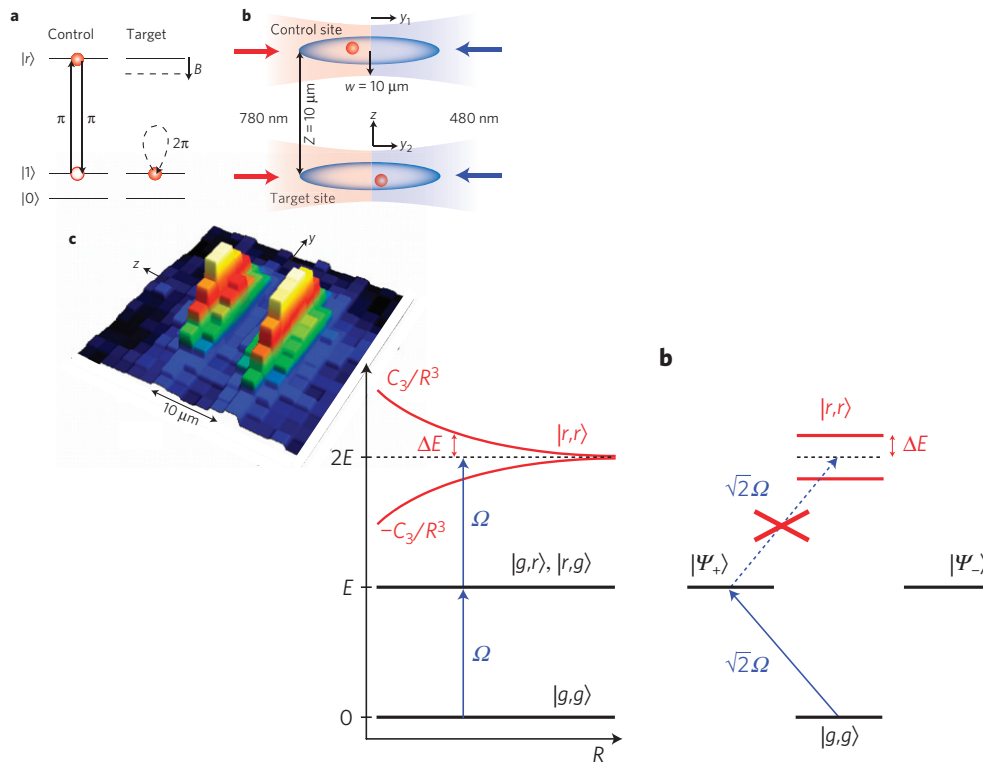 a
Control
Target
|r⟩
B
π
π
2π
|1⟩
|0⟩
b
Control site
y₁
w = 10 μm
Z = 10 μm
780 nm
480 nm
z
y₂
Target site
c
z
y
10 μm
C₃/R³
ΔE
|r,r⟩
2E
−C₃/R³
Ω
|g,r⟩, |r,g⟩
E
Ω
|g,g⟩
0
R
b
|r,r⟩
ΔE
√2Ω
|Ψ₊⟩
|Ψ₋⟩
√2Ω
|g,g⟩